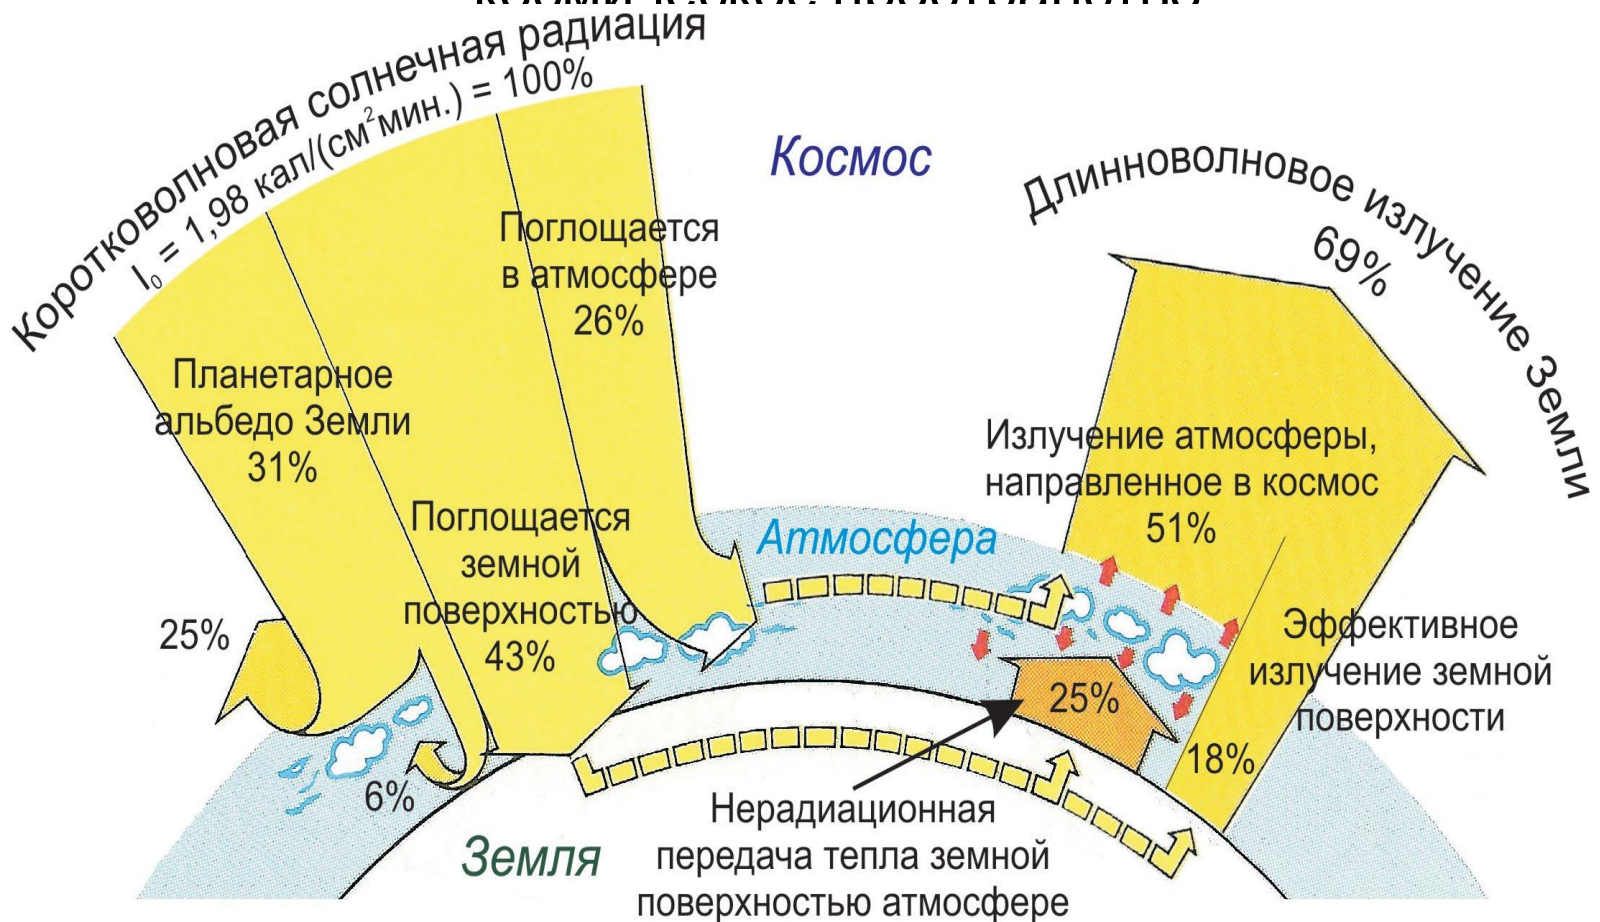 Коротковолновая солнечная радиация
I₀ = 1,98 кал/(см² мин.) = 100%
Космос
Длинноволновое излучение Земли
69%
Поглощается
в атмосфере
26%
Планетарное
альбедо Земли
31%
Излучение атмосферы,
направленное в космос
51%
Поглощается
земной
поверхностью
43%
Атмосфера
25%
Эффективное
излучение земной
поверхности
25%
18%
6%
Нерадиационная
передача тепла земной
поверхностью атмосфере
Земля